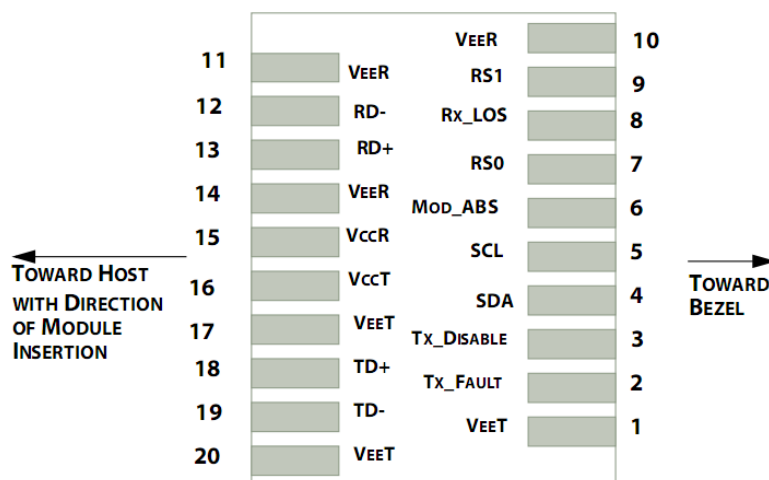 VEER 10
11 VEER
RS1 9
12 RD-
RX_LOS 8
13 RD+
RS0 7
14 VEER
MOD_ABS 6
15 VCCR
SCL 5
16 VCCT
SDA 4
17 VEET
TX_DISABLE 3
18 TD+
TX_FAULT 2
19 TD-
VEET 1
20 VEET
TOWARD HOST
WITH DIRECTION
OF MODULE
INSERTION
TOWARD
BEZEL